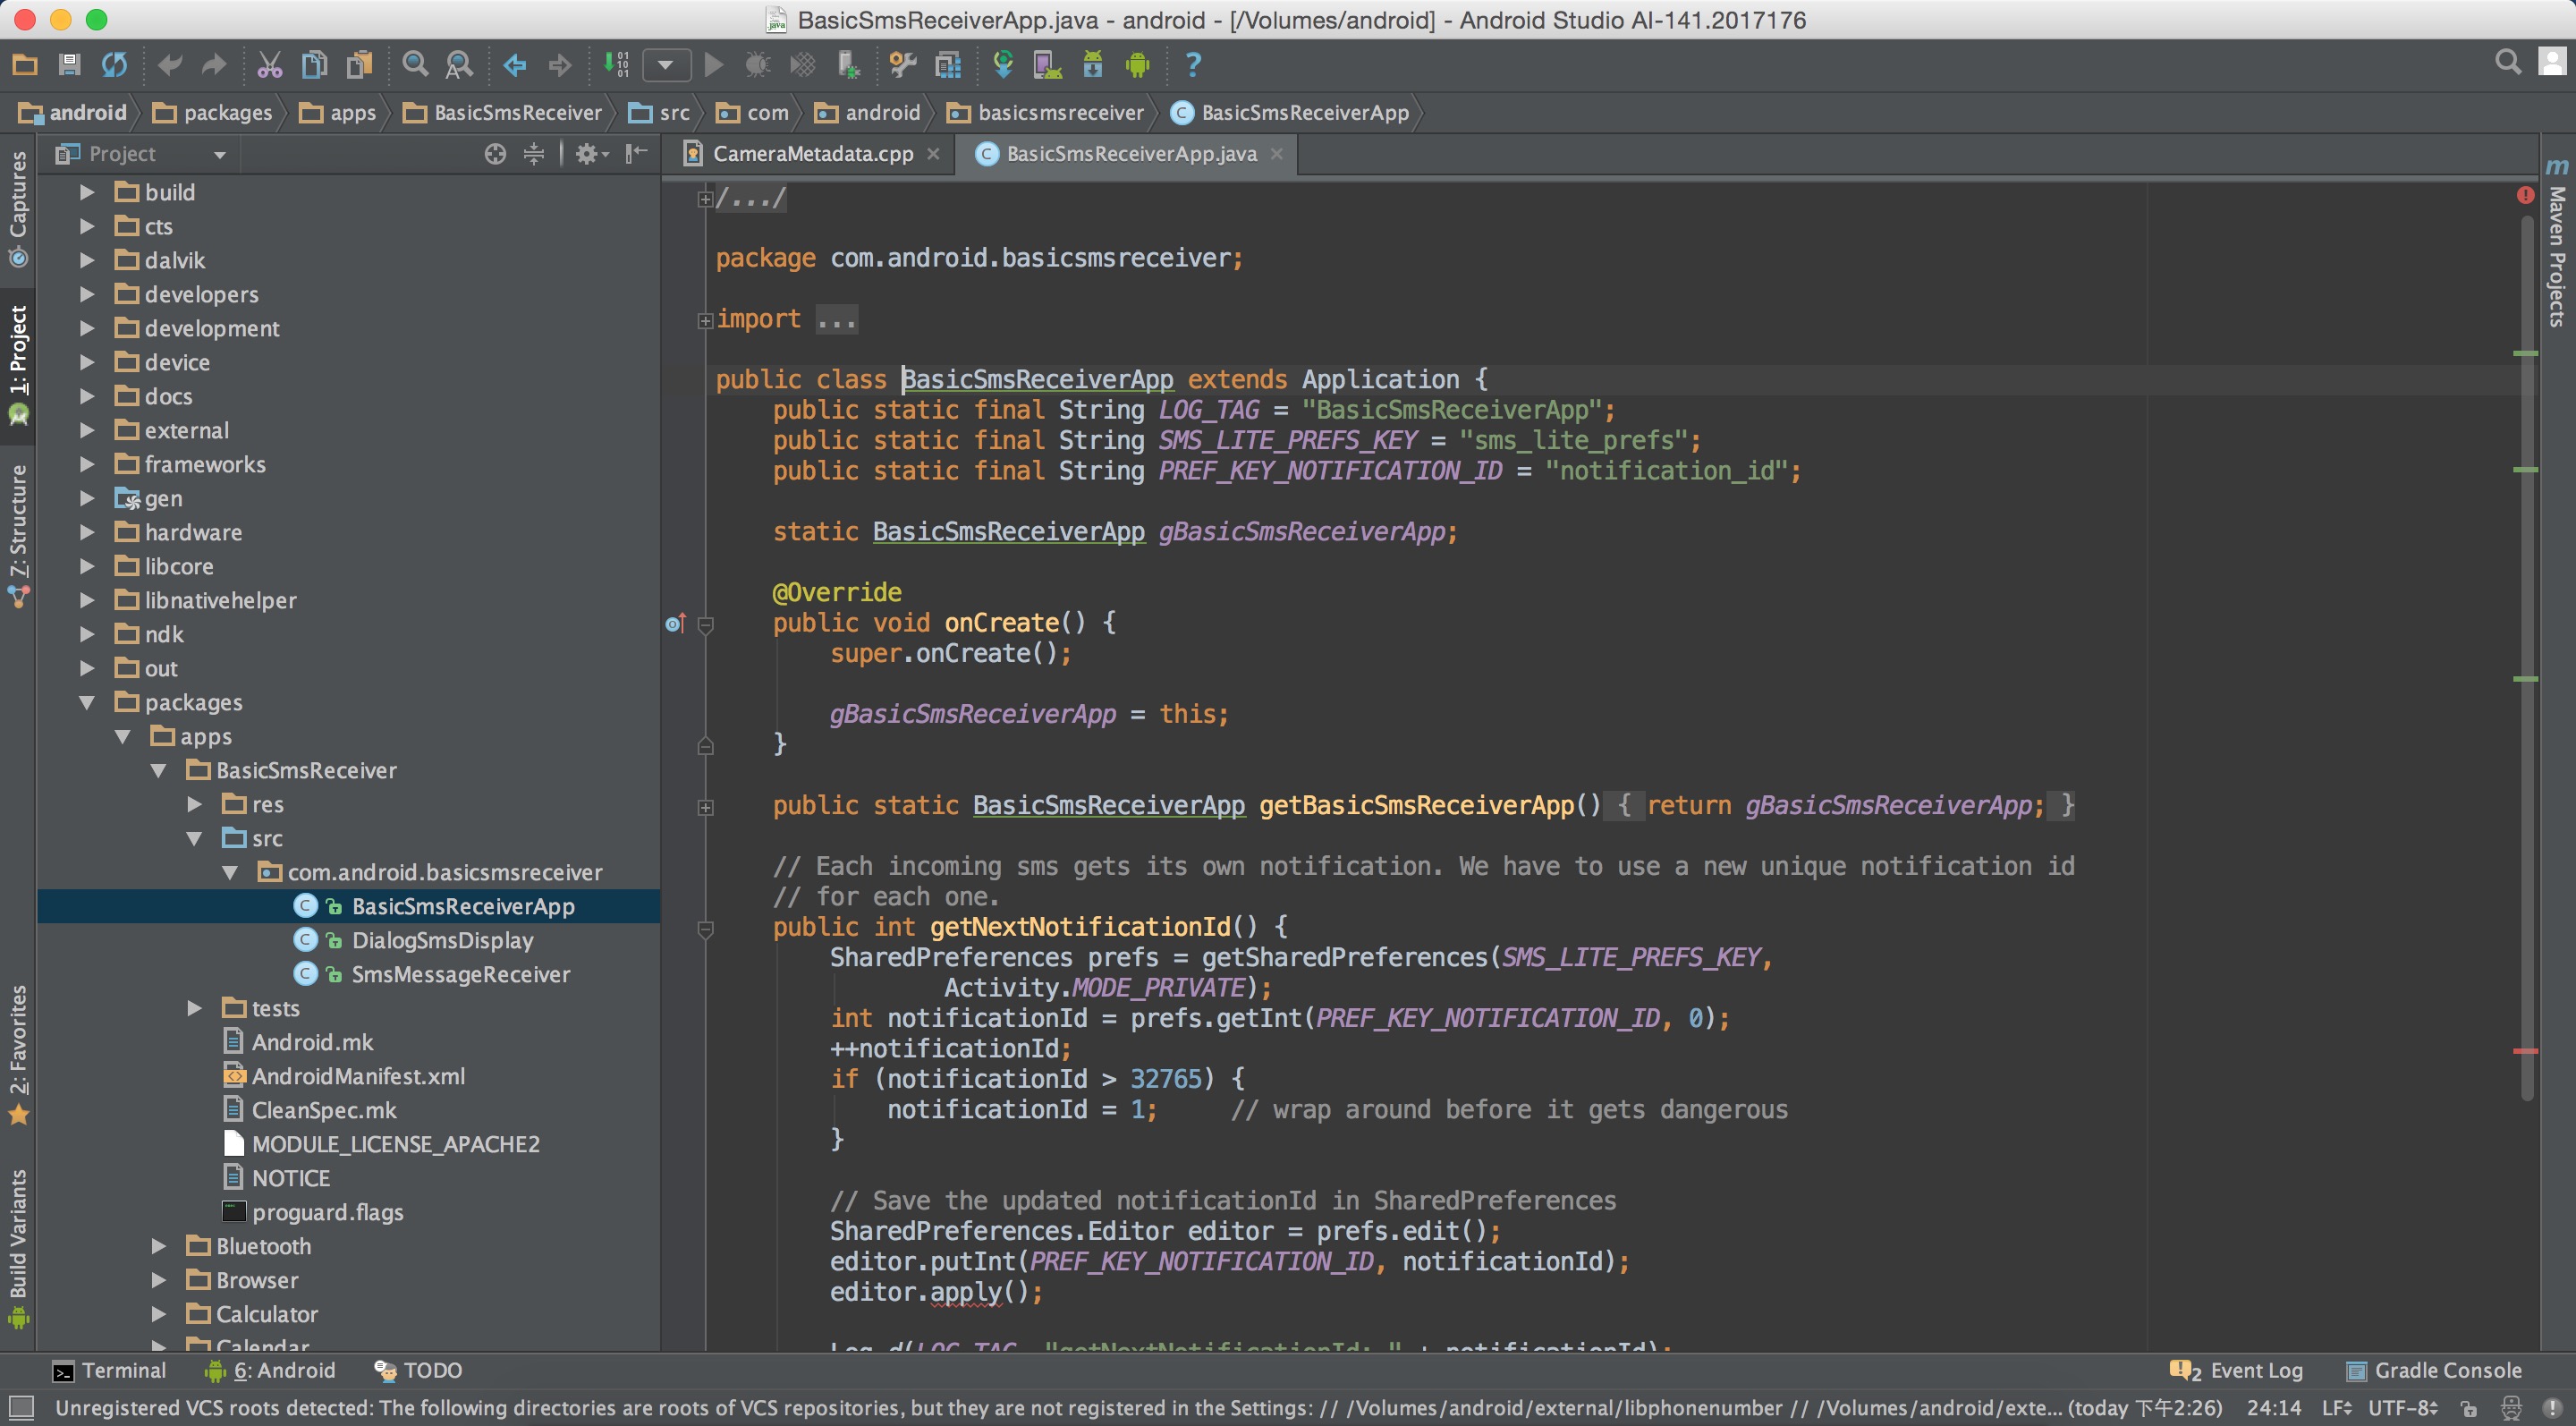 BasicSmsReceiverApp.java - android - [/Volumes/android] - Android Studio AI-141.2017176
android packages apps BasicSmsReceiver src com android basicsmsreceiver BasicSmsReceiverApp
Project
CameraMetadata.cpp
BasicSmsReceiverApp.java
Captures
1: Project
7: Structure
2: Favorites
Build Variants
build
cts
dalvik
developers
development
device
docs
external
frameworks
gen
hardware
libcore
libnativehelper
ndk
out
packages
apps
BasicSmsReceiver
res
src
com.android.basicsmsreceiver
BasicSmsReceiverApp
DialogSmsDisplay
SmsMessageReceiver
tests
Android.mk
AndroidManifest.xml
CleanSpec.mk
MODULE_LICENSE_APACHE2
NOTICE
proguard.flags
Bluetooth
Browser
Calculator
Calendar
/.../
package com.android.basicsmsreceiver;
import ...
public class BasicSmsReceiverApp extends Application {
public static final String LOG_TAG = "BasicSmsReceiverApp";
public static final String SMS_LITE_PREFS_KEY = "sms_lite_prefs";
public static final String PREF_KEY_NOTIFICATION_ID = "notification_id";
static BasicSmsReceiverApp gBasicSmsReceiverApp;
@Override
public void onCreate() {
super.onCreate();
gBasicSmsReceiverApp = this;
}
public static BasicSmsReceiverApp getBasicSmsReceiverApp() { return gBasicSmsReceiverApp; }
// Each incoming sms gets its own notification. We have to use a new unique notification id
// for each one.
public int getNextNotificationId() {
SharedPreferences prefs = getSharedPreferences(SMS_LITE_PREFS_KEY,
Activity.MODE_PRIVATE);
int notificationId = prefs.getInt(PREF_KEY_NOTIFICATION_ID, 0);
++notificationId;
if (notificationId > 32765) {
notificationId = 1;     // wrap around before it gets dangerous
}
// Save the updated notificationId in SharedPreferences
SharedPreferences.Editor editor = prefs.edit();
editor.putInt(PREF_KEY_NOTIFICATION_ID, notificationId);
editor.apply();
Log.d(LOG_TAG, "getNextNotificationId: " + notificationId);
m Maven Projects
Terminal
6: Android
TODO
2 Event Log
Gradle Console
Unregistered VCS roots detected: The following directories are roots of VCS repositories, but they are not registered in the Settings: // /Volumes/android/external/libphonenumber // /Volumes/android/exte... (today 下午2:26) 24:14 LF UTF-8